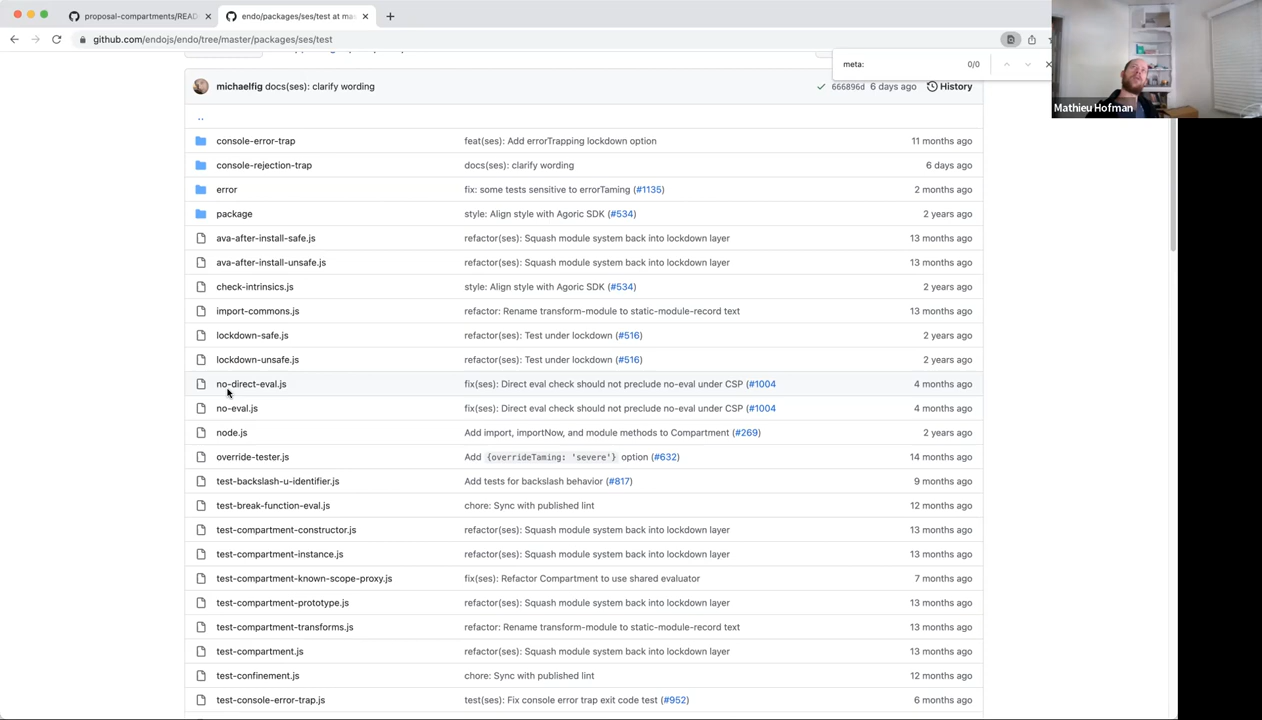 proposal-compartments/READ
endo/packages/ses/test at ma
github.com/endojs/endo/tree/master/packages/ses/test
meta:
0/0
Mathieu Hofman
michaelfig docs(ses): clarify wording
666896d 6 days ago
History
..
console-error-trap feat(ses): Add errorTrapping lockdown option 11 months ago
console-rejection-trap docs(ses): clarify wording 6 days ago
error fix: some tests sensitive to errorTaming (#1135) 2 months ago
package style: Align style with Agoric SDK (#534) 2 years ago
ava-after-install-safe.js refactor(ses): Squash module system back into lockdown layer 13 months ago
ava-after-install-unsafe.js refactor(ses): Squash module system back into lockdown layer 13 months ago
check-intrinsics.js style: Align style with Agoric SDK (#534) 2 years ago
import-commons.js refactor: Rename transform-module to static-module-record text 13 months ago
lockdown-safe.js refactor(ses): Test under lockdown (#516) 2 years ago
lockdown-unsafe.js refactor(ses): Test under lockdown (#516) 2 years ago
no-direct-eval.js fix(ses): Direct eval check should not preclude no-eval under CSP (#1004 4 months ago
no-eval.js fix(ses): Direct eval check should not preclude no-eval under CSP (#1004 4 months ago
node.js Add import, importNow, and module methods to Compartment (#269) 2 years ago
override-tester.js Add {overrideTaming: 'severe'} option (#632) 14 months ago
test-backslash-u-identifier.js Add tests for backslash behavior (#817) 9 months ago
test-break-function-eval.js chore: Sync with published lint 12 months ago
test-compartment-constructor.js refactor(ses): Squash module system back into lockdown layer 13 months ago
test-compartment-instance.js refactor(ses): Squash module system back into lockdown layer 13 months ago
test-compartment-known-scope-proxy.js fix(ses): Refactor Compartment to use shared evaluator 7 months ago
test-compartment-prototype.js refactor(ses): Squash module system back into lockdown layer 13 months ago
test-compartment-transforms.js refactor: Rename transform-module to static-module-record text 13 months ago
test-compartment.js refactor(ses): Squash module system back into lockdown layer 13 months ago
test-confinement.js chore: Sync with published lint 12 months ago
test-console-error-trap.js test(ses): Fix console error trap exit code test (#952) 6 months ago